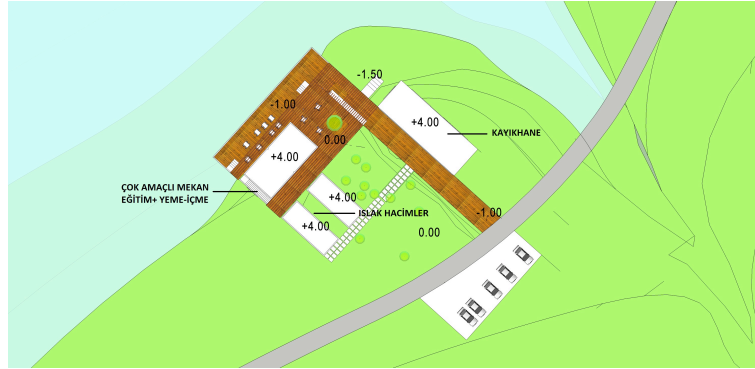 -1.50
-1.00
+4.00
KAYIKHANE
0.00
+4.00
ÇOK AMAÇLI MEKAN
EĞİTİM+ YEME-İÇME
+4.00
ISLAK HACİMLER
-1.00
+4.00
0.00